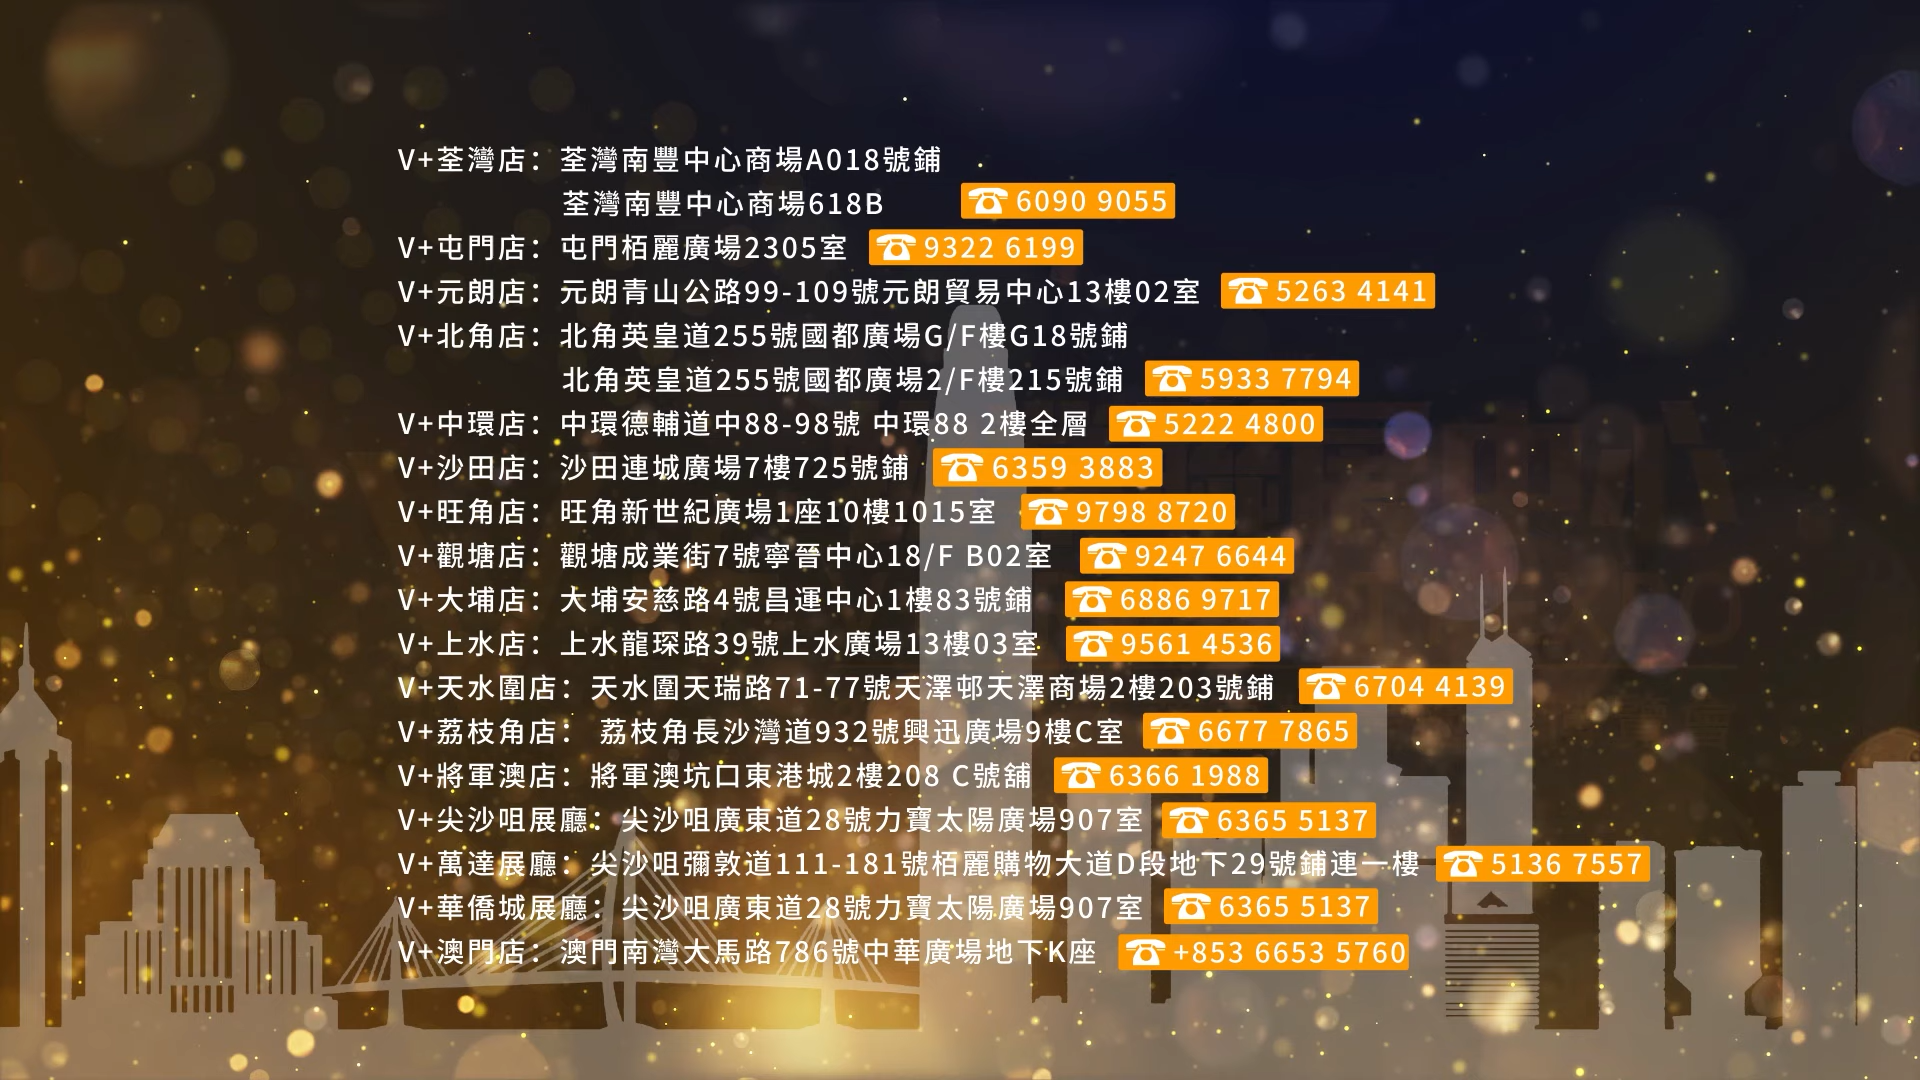 V+荃灣店：荃灣南豐中心商場A018號鋪
荃灣南豐中心商場618B ☎ 6090 9055
V+屯門店：屯門栢麗廣場2305室 ☎ 9322 6199
V+元朗店：元朗青山公路99-109號元朗貿易中心13樓02室 ☎ 5263 4141
V+北角店：北角英皇道255號國都廣場G/F樓G18號鋪
北角英皇道255號國都廣場2/F樓215號鋪 ☎ 5933 7794
V+中環店：中環德輔道中88-98號 中環88 2樓全層 ☎ 5222 4800
V+沙田店：沙田連城廣場7樓725號鋪 ☎ 6359 3883
V+旺角店：旺角新世紀廣場1座10樓1015室 ☎ 9798 8720
V+觀塘店：觀塘成業街7號寧晉中心18/F B02室 ☎ 9247 6644
V+大埔店：大埔安慈路4號昌運中心1樓83號鋪 ☎ 6886 9717
V+上水店：上水龍琛路39號上水廣場13樓03室 ☎ 9561 4536
V+天水圍店：天水圍天瑞路71-77號天澤邨天澤商場2樓203號鋪 ☎ 6704 4139
V+荔枝角店： 荔枝角長沙灣道932號興迅廣場9樓C室 ☎ 6677 7865
V+將軍澳店：將軍澳坑口東港城2樓208 C號舖 ☎ 6366 1988
V+尖沙咀展廳：尖沙咀廣東道28號力寶太陽廣場907室 ☎ 6365 5137
V+萬達展廳：尖沙咀彌敦道111-181號栢麗購物大道D段地下29號鋪連一樓 ☎ 5136 7557
V+華僑城展廳：尖沙咀廣東道28號力寶太陽廣場907室 ☎ 6365 5137
V+澳門店：澳門南灣大馬路786號中華廣場地下K座 ☎ +853 6653 5760